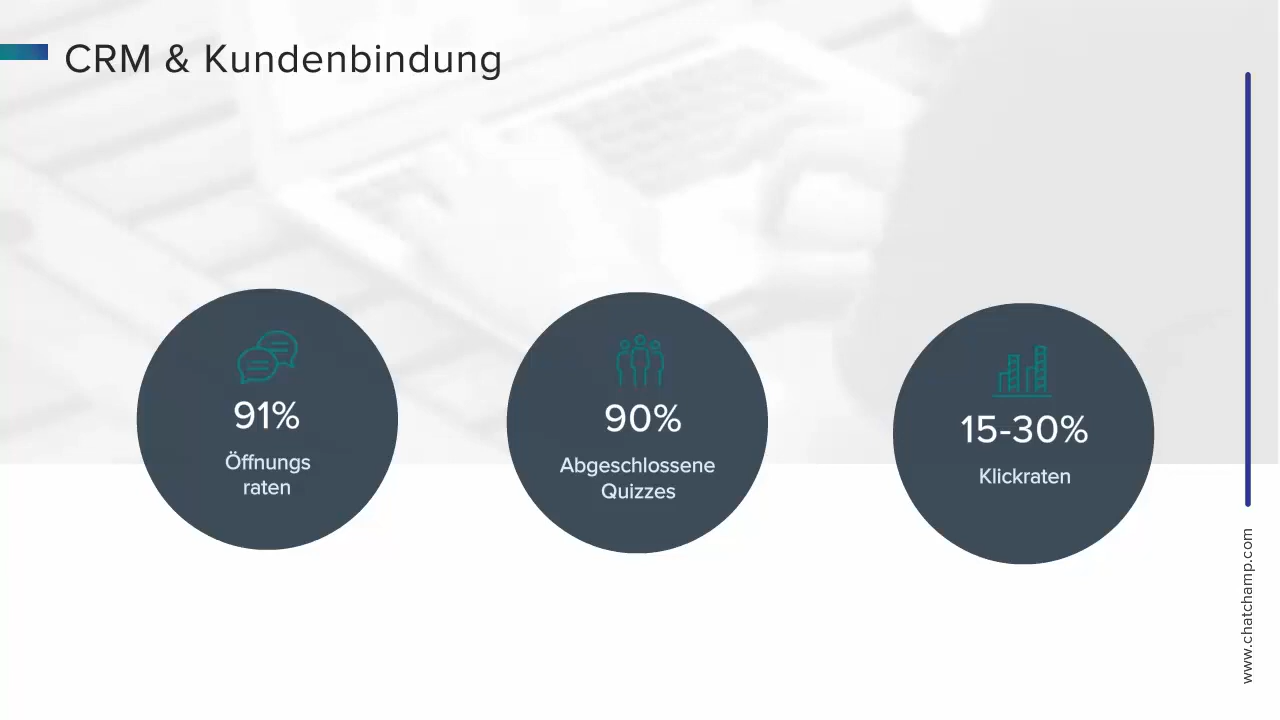 CRM & Kundenbindung
91%
Öffnungs
raten
90%
Abgeschlossene
Quizzes
15-30%
Klickraten
www.chatchamp.com